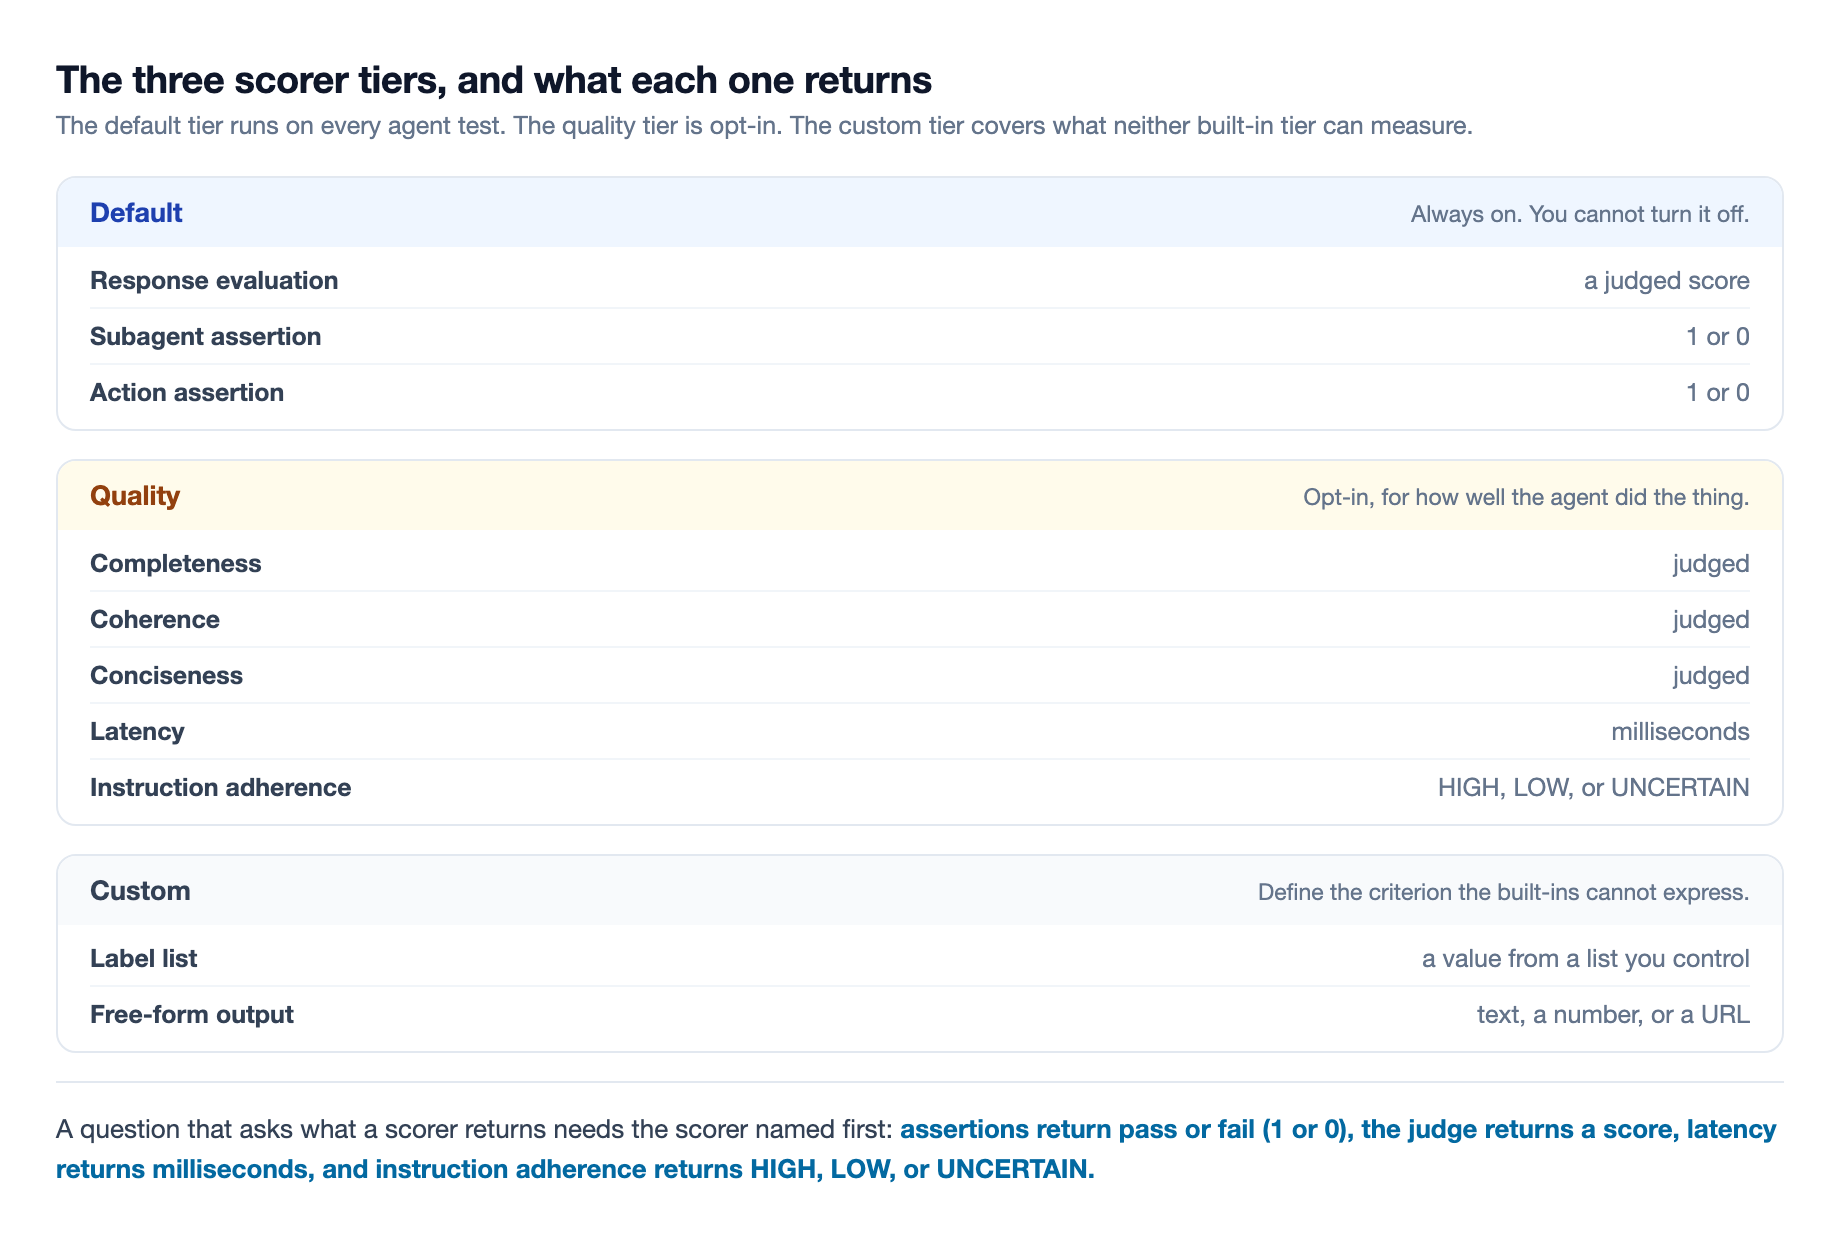 The three scorer tiers, and what each one returns
The default tier runs on every agent test. The quality tier is opt-in. The custom tier covers what neither built-in tier can measure.
Default
Always on. You cannot turn it off.
Response evaluation
a judged score
Subagent assertion
1 or 0
Action assertion
1 or 0
Quality
Opt-in, for how well the agent did the thing.
Completeness
judged
Coherence
judged
Conciseness
judged
Latency
milliseconds
Instruction adherence
HIGH, LOW, or UNCERTAIN
Custom
Define the criterion the built-ins cannot express.
Label list
a value from a list you control
Free-form output
text, a number, or a URL
A question that asks what a scorer returns needs the scorer named first: assertions return pass or fail (1 or 0), the judge returns a score, latency
returns milliseconds, and instruction adherence returns HIGH, LOW, or UNCERTAIN.